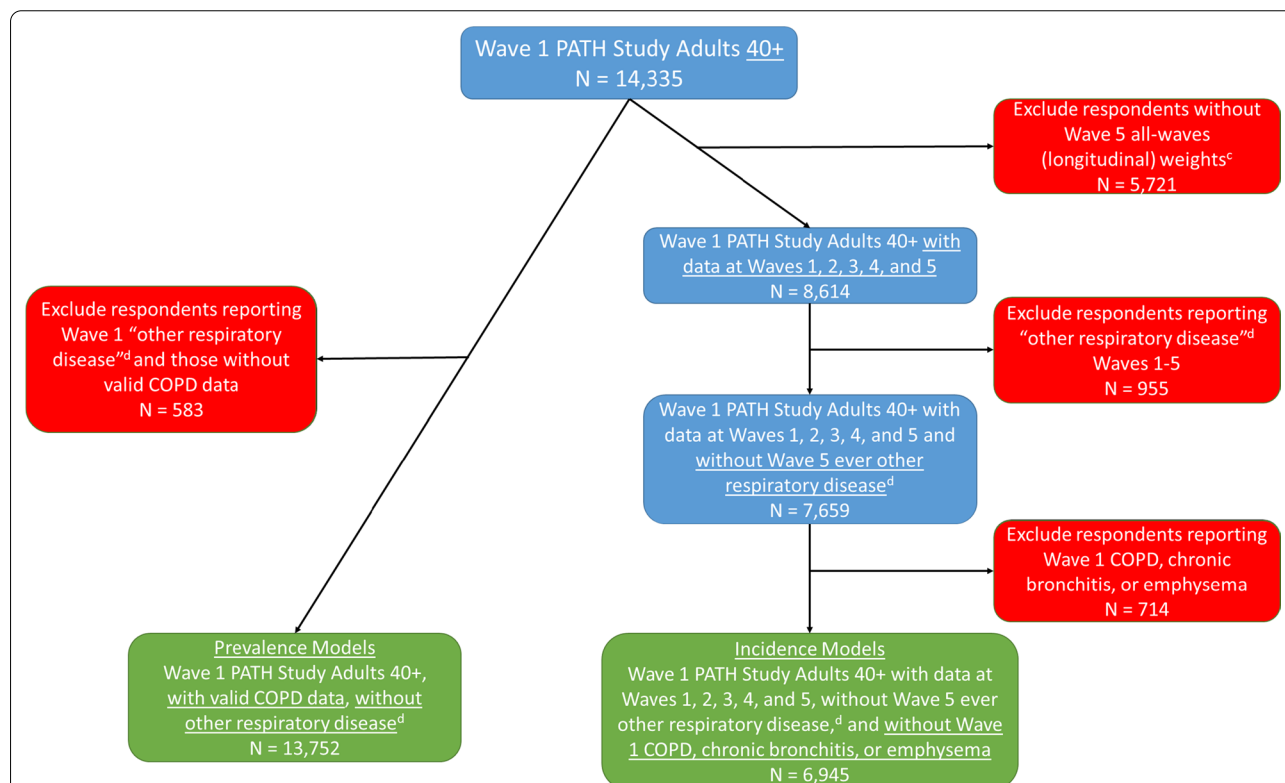 Wave 1 PATH Study Adults 40+
N = 14,335
Exclude respondents without
Wave 5 all-waves
(longitudinal) weightsᶜ
N = 5,721
Wave 1 PATH Study Adults 40+ with
data at Waves 1, 2, 3, 4, and 5
N = 8,614
Exclude respondents reporting
Wave 1 “other respiratory
disease”ᵈ and those without
valid COPD data
N = 583
Exclude respondents reporting
“other respiratory disease”ᵈ
Waves 1-5
N = 955
Wave 1 PATH Study Adults 40+ with
data at Waves 1, 2, 3, 4, and 5 and
without Wave 5 ever other
respiratory diseaseᵈ
N = 7,659
Exclude respondents reporting
Wave 1 COPD, chronic
bronchitis, or emphysema
N = 714
Prevalence Models
Wave 1 PATH Study Adults 40+,
with valid COPD data, without
other respiratory diseaseᵈ
N = 13,752
Incidence Models
Wave 1 PATH Study Adults 40+ with data at
Waves 1, 2, 3, 4, and 5, without Wave 5 ever
other respiratory disease,ᵈ and without Wave
1 COPD, chronic bronchitis, or emphysema
N = 6,945